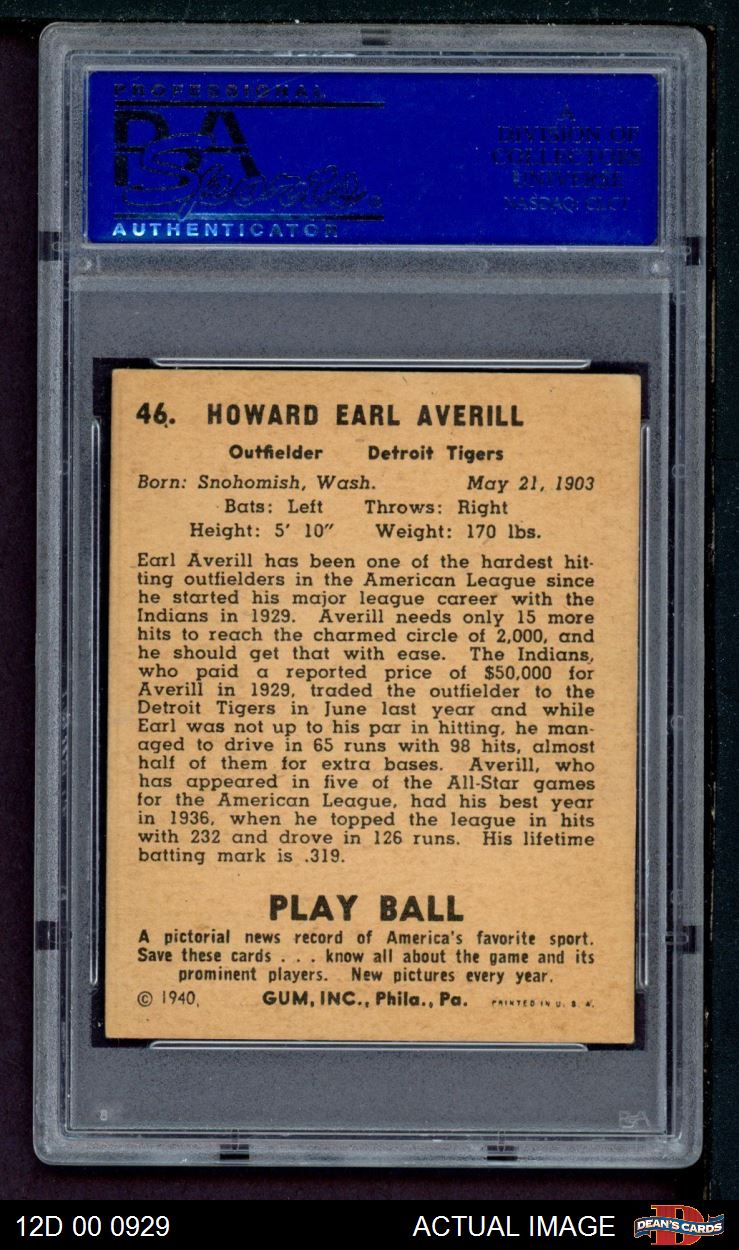 PROFESSIONAL
PSA
Sports
AUTHENTICATOR
A
DIVISION OF
COLLECTORS
UNIVERSE
NASDAQ: CLCT
46. HOWARD EARL AVERILL
Outfielder Detroit Tigers
Born: Snohomish, Wash. May 21, 1903
Bats: Left Throws: Right
Height: 5' 10" Weight: 170 lbs.
Earl Averill has been one of the hardest hit-
ting outfielders in the American League since
he started his major league career with the
Indians in 1929. Averill needs only 15 more
hits to reach the charmed circle of 2,000, and
he should get that with ease. The Indians,
who paid a reported price of $50,000 for
Averill in 1929, traded the outfielder to the
Detroit Tigers in June last year and while
Earl was not up to his par in hitting, he man-
aged to drive in 65 runs with 98 hits, almost
half of them for extra bases. Averill, who
has appeared in five of the All-Star games
for the American League, had his best year
in 1936, when he topped the league in hits
with 232 and drove in 126 runs. His lifetime
batting mark is .319.
PLAY BALL
A pictorial news record of America's favorite sport.
Save these cards . . . know all about the game and its
prominent players. New pictures every year.
© 1940, GUM, INC., Phila., Pa. PRINTED IN U. S. A.
8
PSA
12D 00 0929 ACTUAL IMAGE
DEAN'S CARDS